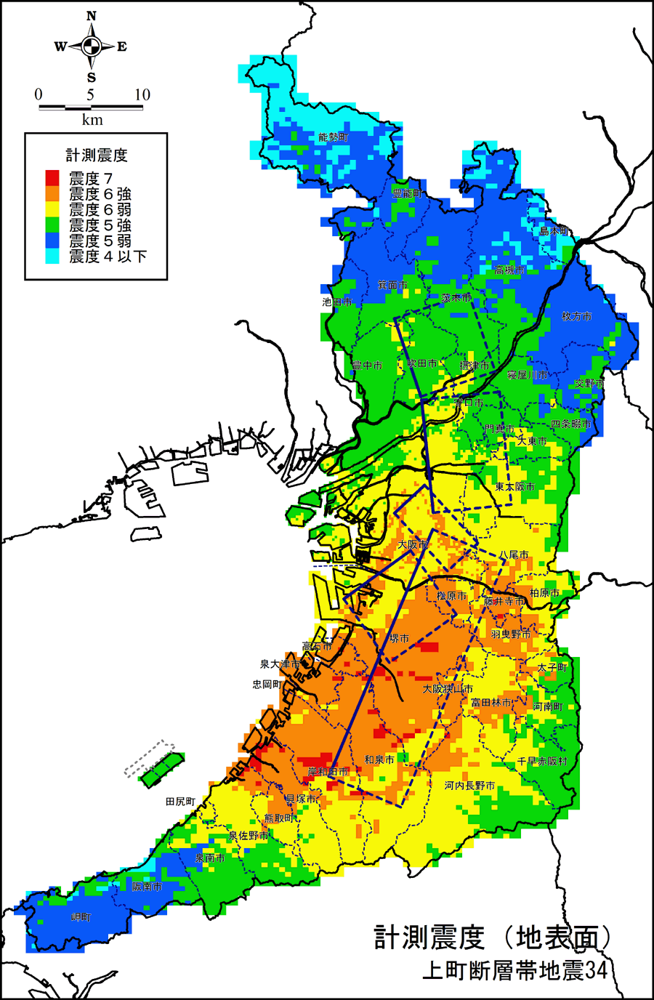 N
W E
S
0 5 10
km
計測震度
震度７
震度６強
震度６弱
震度５強
震度５弱
震度４以下
能勢町
豊能町
島本町
高槻市
箕面市
茨木市
池田市
枚方市
豊中市
吹田市
摂津市
寝屋川市
交野市
守口市
門真市
四条畷市
大東市
東大阪市
大阪市
八尾市
松原市
藤井寺市
柏原市
堺市
羽曳野市
高石市
泉大津市
太子町
忠岡町
大阪狭山市
富田林市
河南町
和泉市
千早赤阪村
岸和田市
河内長野市
貝塚市
田尻町
熊取町
泉佐野市
泉南市
阪南市
岬町
計測震度（地表面）
上町断層帯地震34